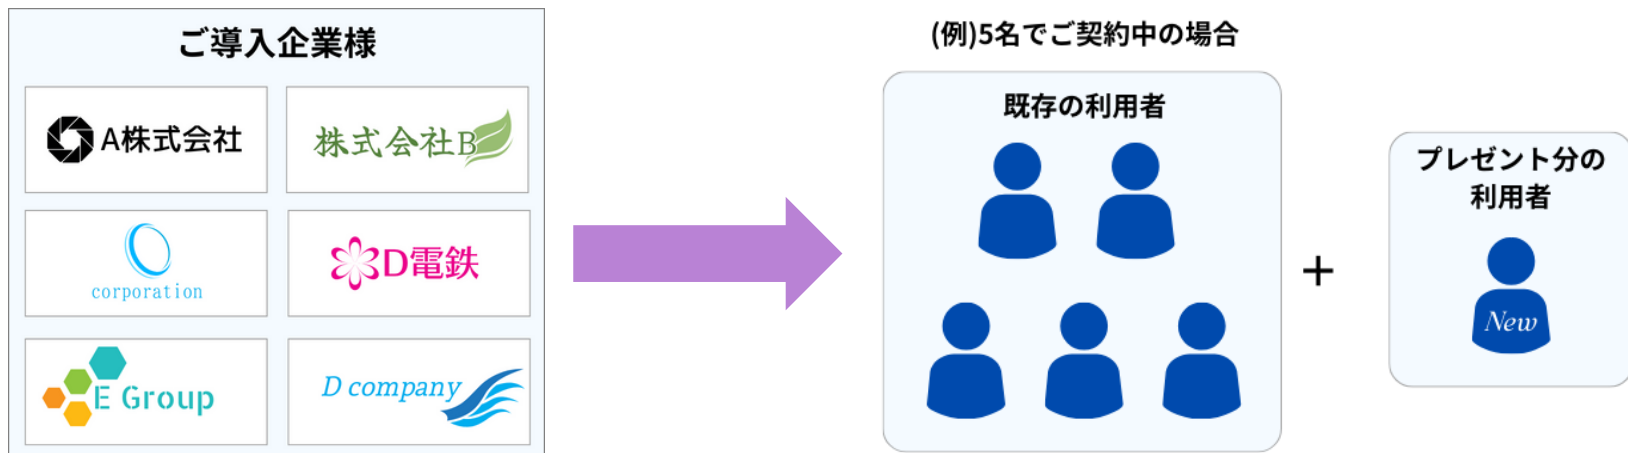 ご導入企業様
A株式会社
株式会社B
corporation
D電鉄
E Group
D company
(例)5名でご契約中の場合
既存の利用者
+
プレゼント分の
利用者
New